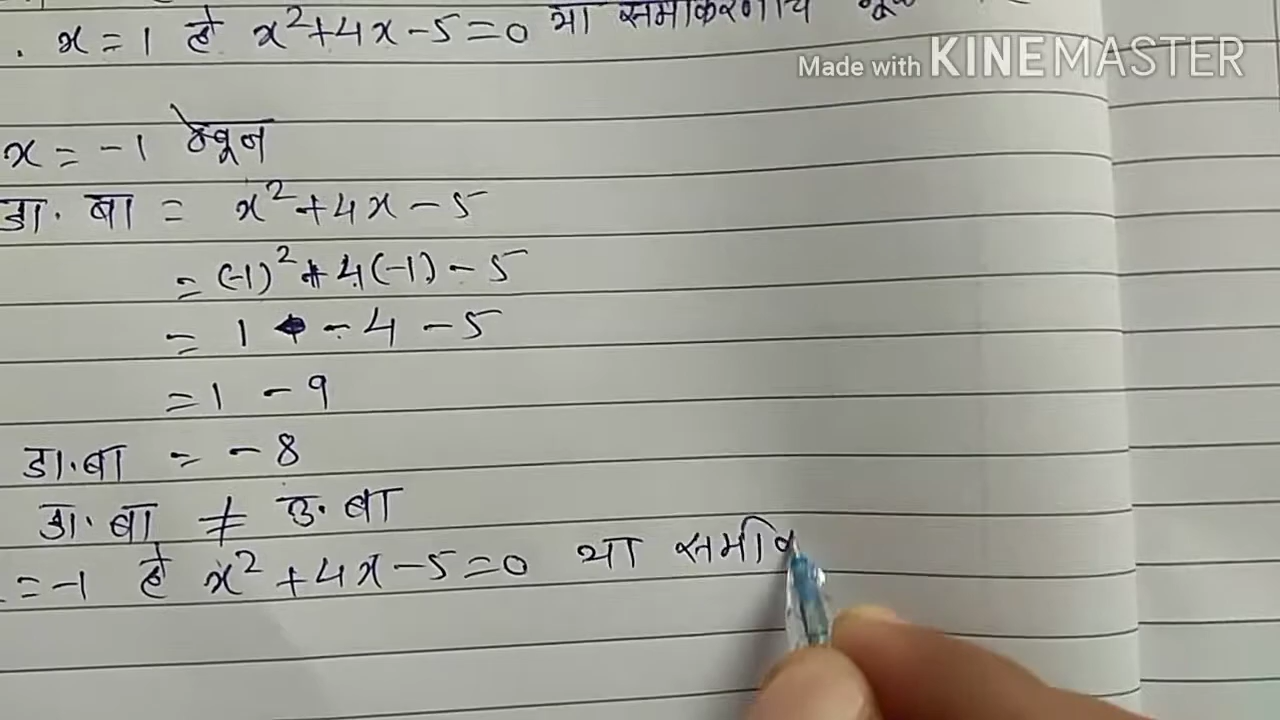 . x = 1 हे x²+4x-5=0 या समीकरणाचे मूळ
Made with KINEMASTER
x = -1 ठेवून
डा. बा = x²+4x-5
= (-1)²+4(-1)-5
= 1 - 4 - 5
= 1 - 9
डा.बा = -8
डा. बा ≠ उ. बा
=-1 हे x²+4x-5=0 या समी